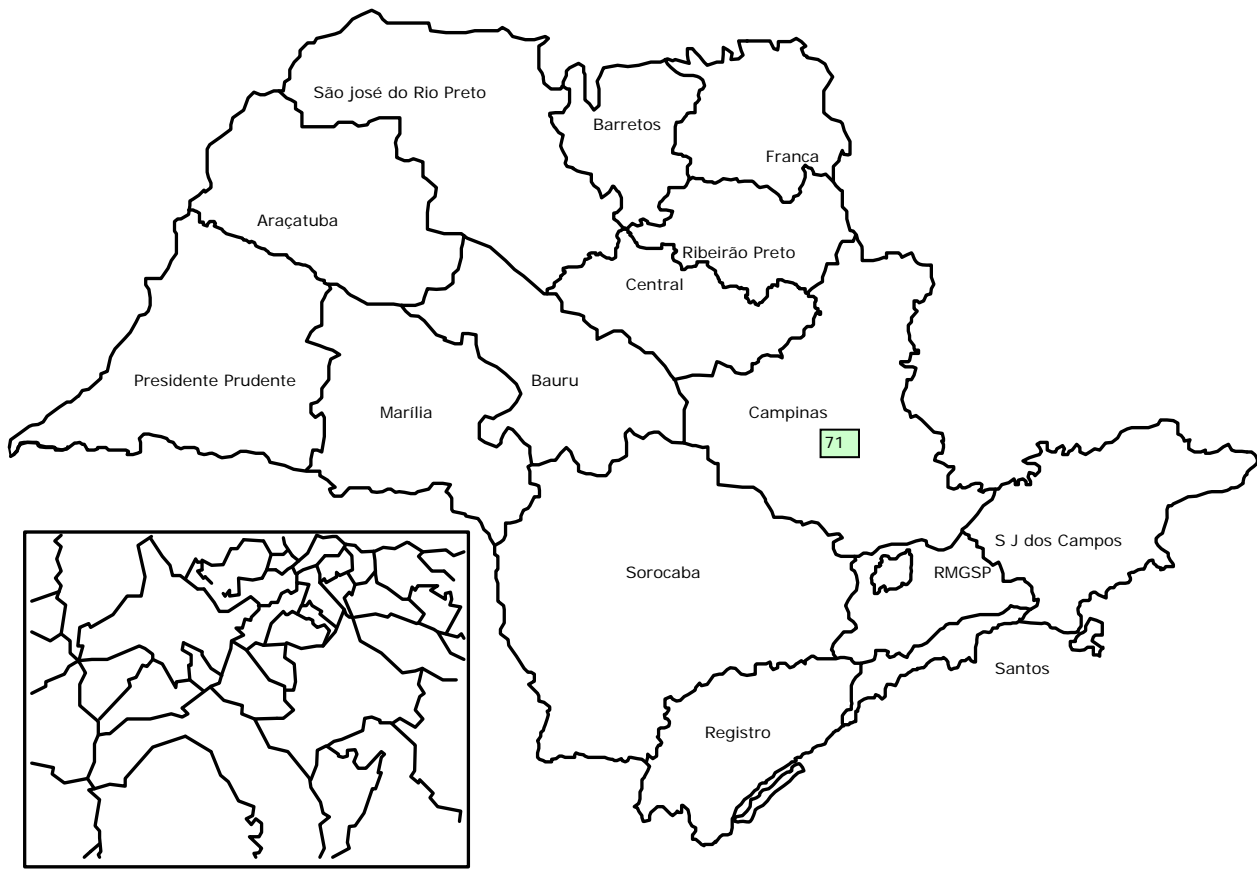 São josé do Rio Preto
Barretos
Franca
Araçatuba
Ribeirão Preto
Central
Presidente Prudente
Bauru
Marília
Campinas
71
S J dos Campos
Sorocaba
RMGSP
Santos
Registro